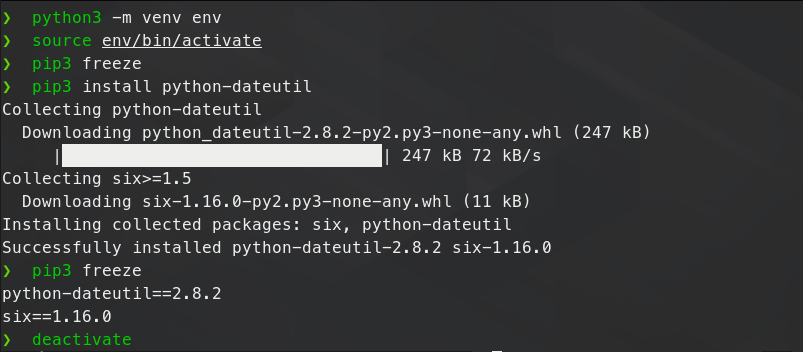 ❯ python3 -m venv env
❯ source env/bin/activate
❯ pip3 freeze
❯ pip3 install python-dateutil
Collecting python-dateutil
  Downloading python_dateutil-2.8.2-py2.py3-none-any.whl (247 kB)
     |████████████████████████████████| 247 kB 72 kB/s
Collecting six>=1.5
  Downloading six-1.16.0-py2.py3-none-any.whl (11 kB)
Installing collected packages: six, python-dateutil
Successfully installed python-dateutil-2.8.2 six-1.16.0
❯ pip3 freeze
python-dateutil==2.8.2
six==1.16.0
❯ deactivate